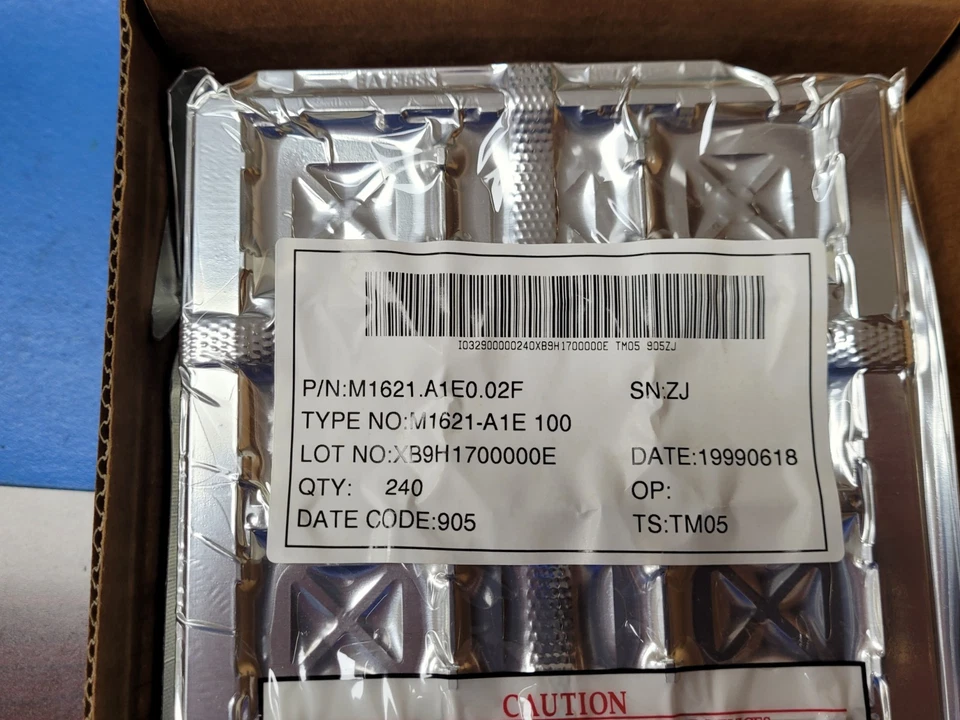 I03290000024OXB9H1700000E TM05 905ZJ
P/N:M1621.A1E0.02F SN:ZJ
TYPE NO:M1621-A1E 100
LOT NO:XB9H1700000E DATE:19990618
QTY: 240 OP:
DATE CODE:905 TS:TM05
CAUTION